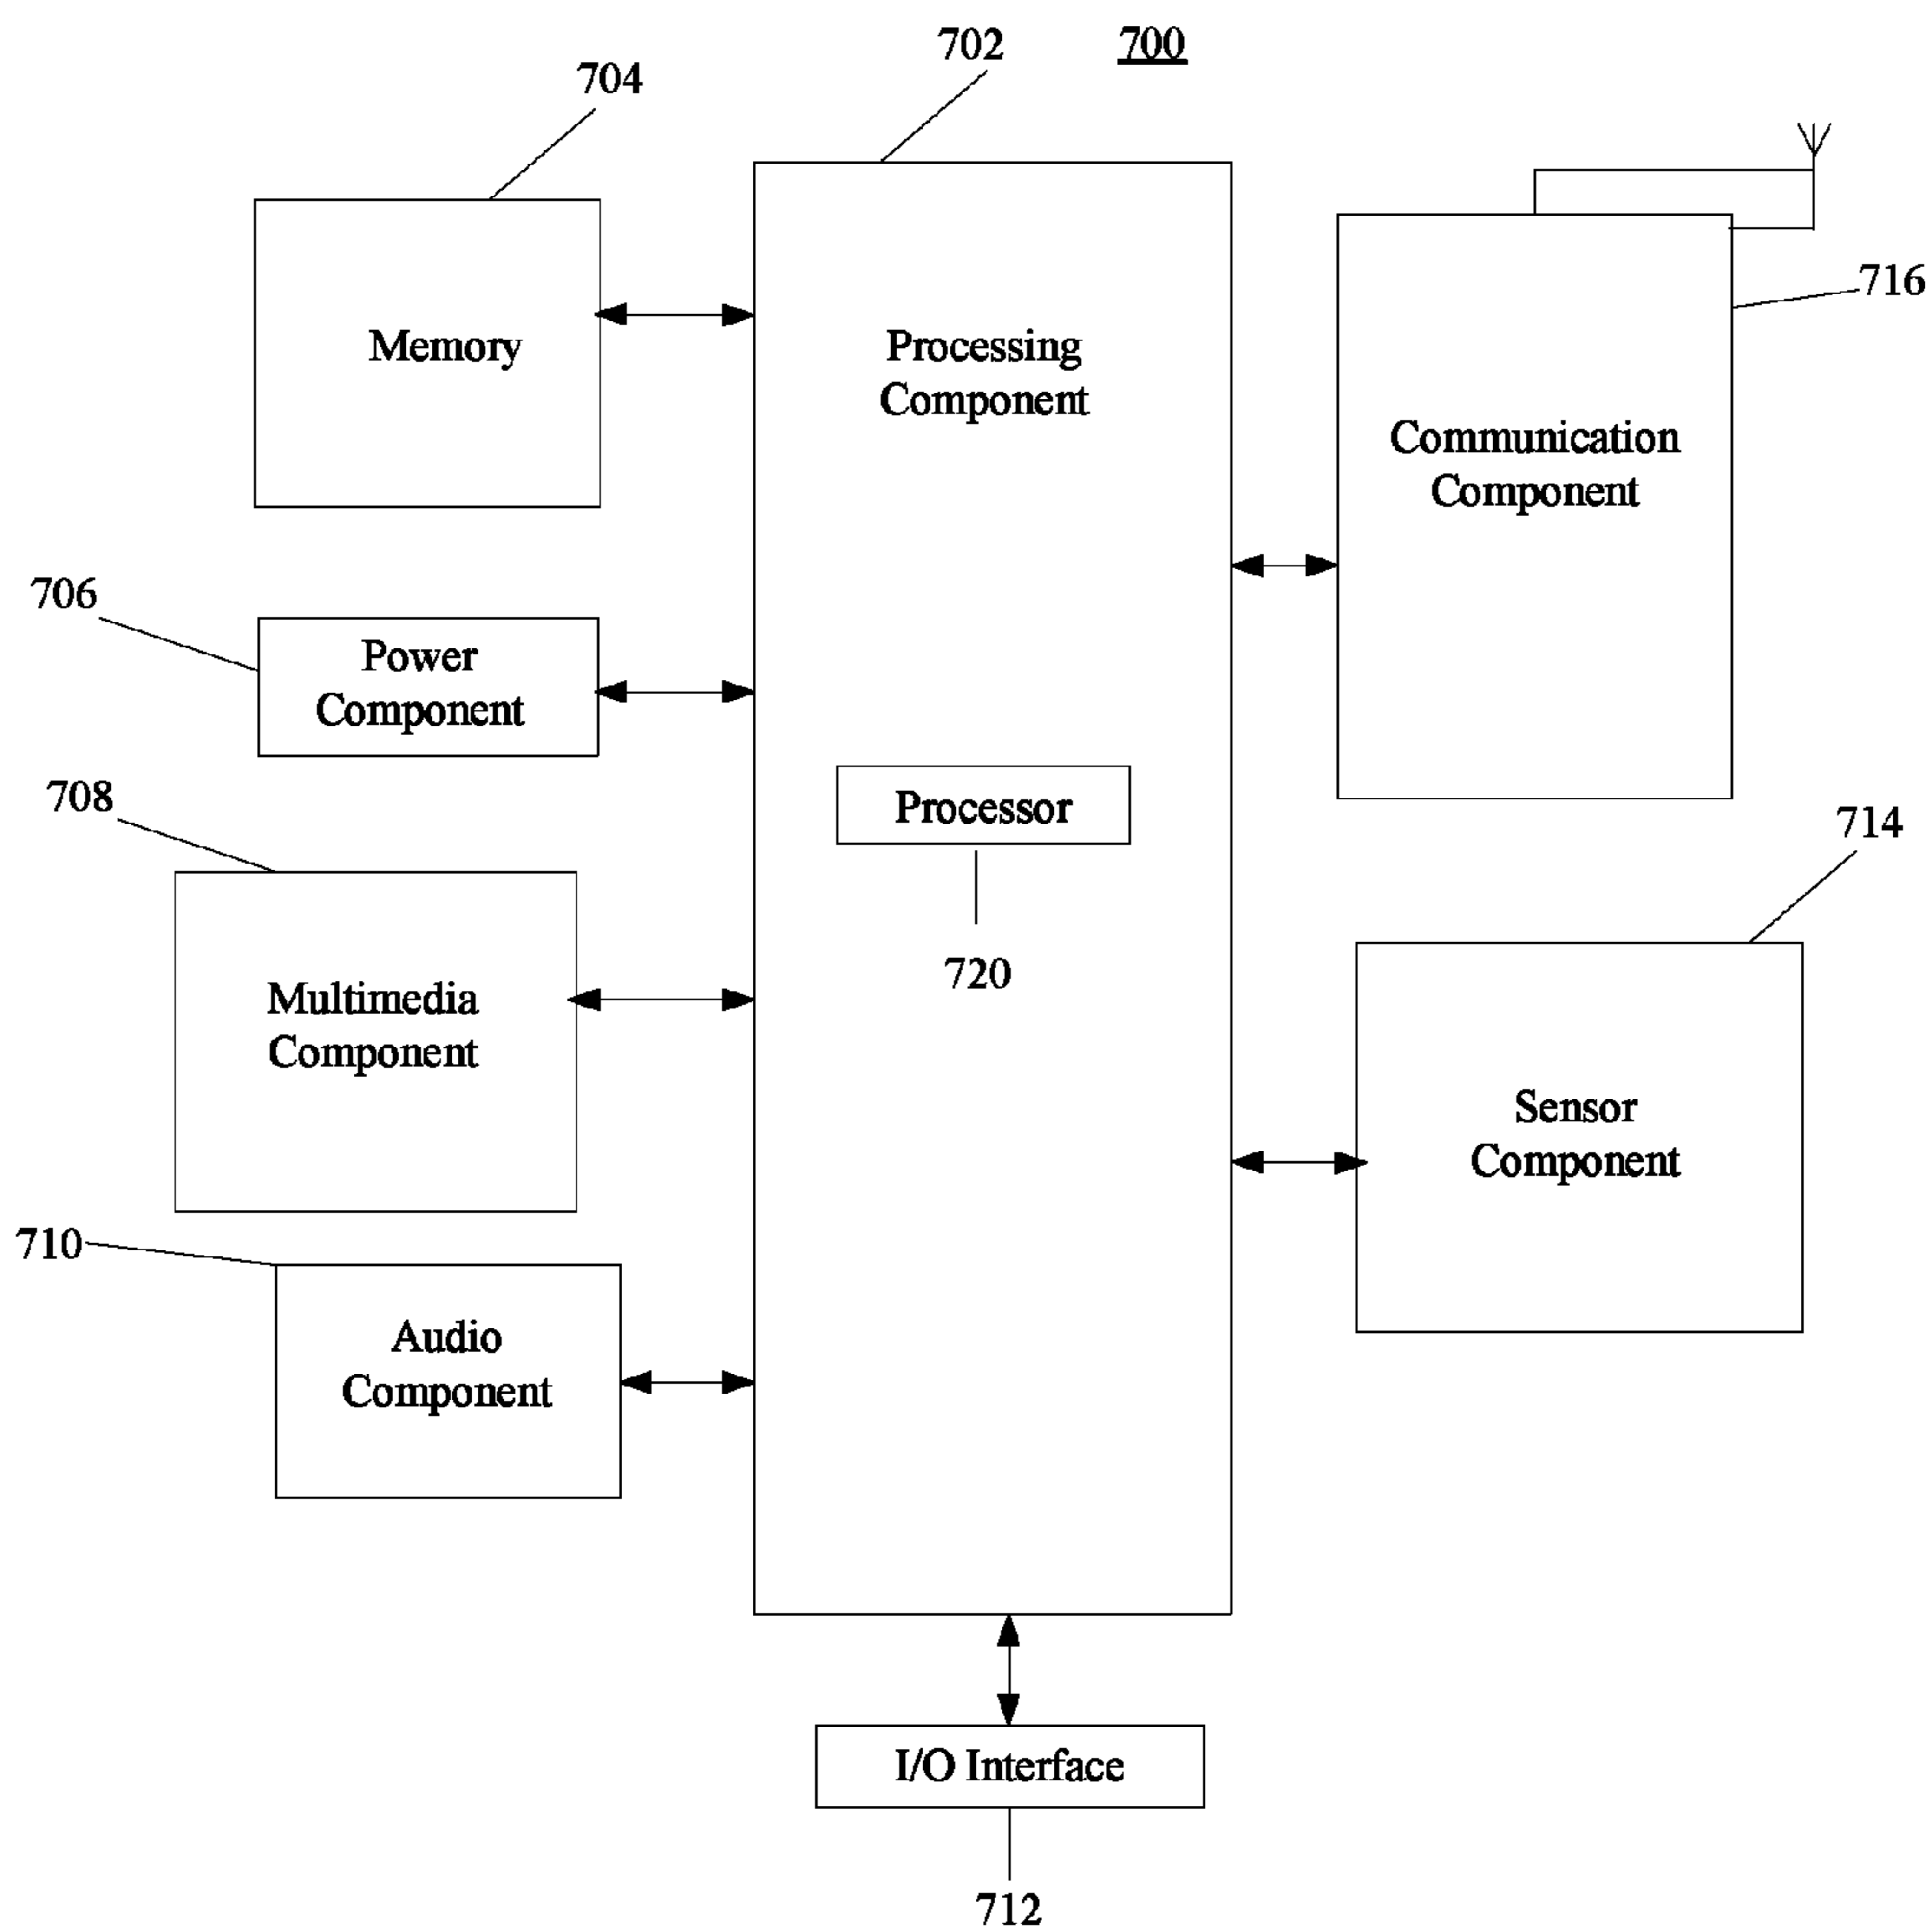 702
700
704
716
Memory
Processing
Component
Communication
Component
706
Power
Component
708
Processor
714
720
Multimedia
Component
Sensor
Component
710
Audio
Component
I/O Interface
712